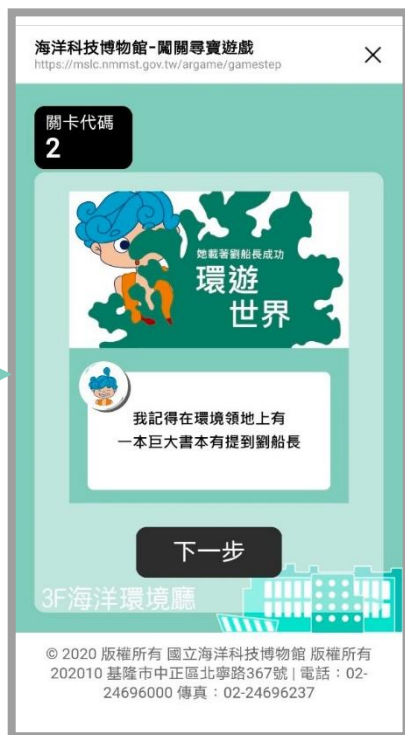 海洋科技博物館-闖關尋寶遊戲
https://mslc.nmmst.gov.tw/argame/gamestep
關卡代碼
2
她載著劉船長成功
環遊
世界
我記得在環境領地上有
一本巨大書本有提到劉船長
下一步
3F海洋環境廳
© 2020 版權所有 國立海洋科技博物館 版權所有
202010 基隆市中正區北寧路367號 | 電話：02-
24696000 傳真：02-24696237